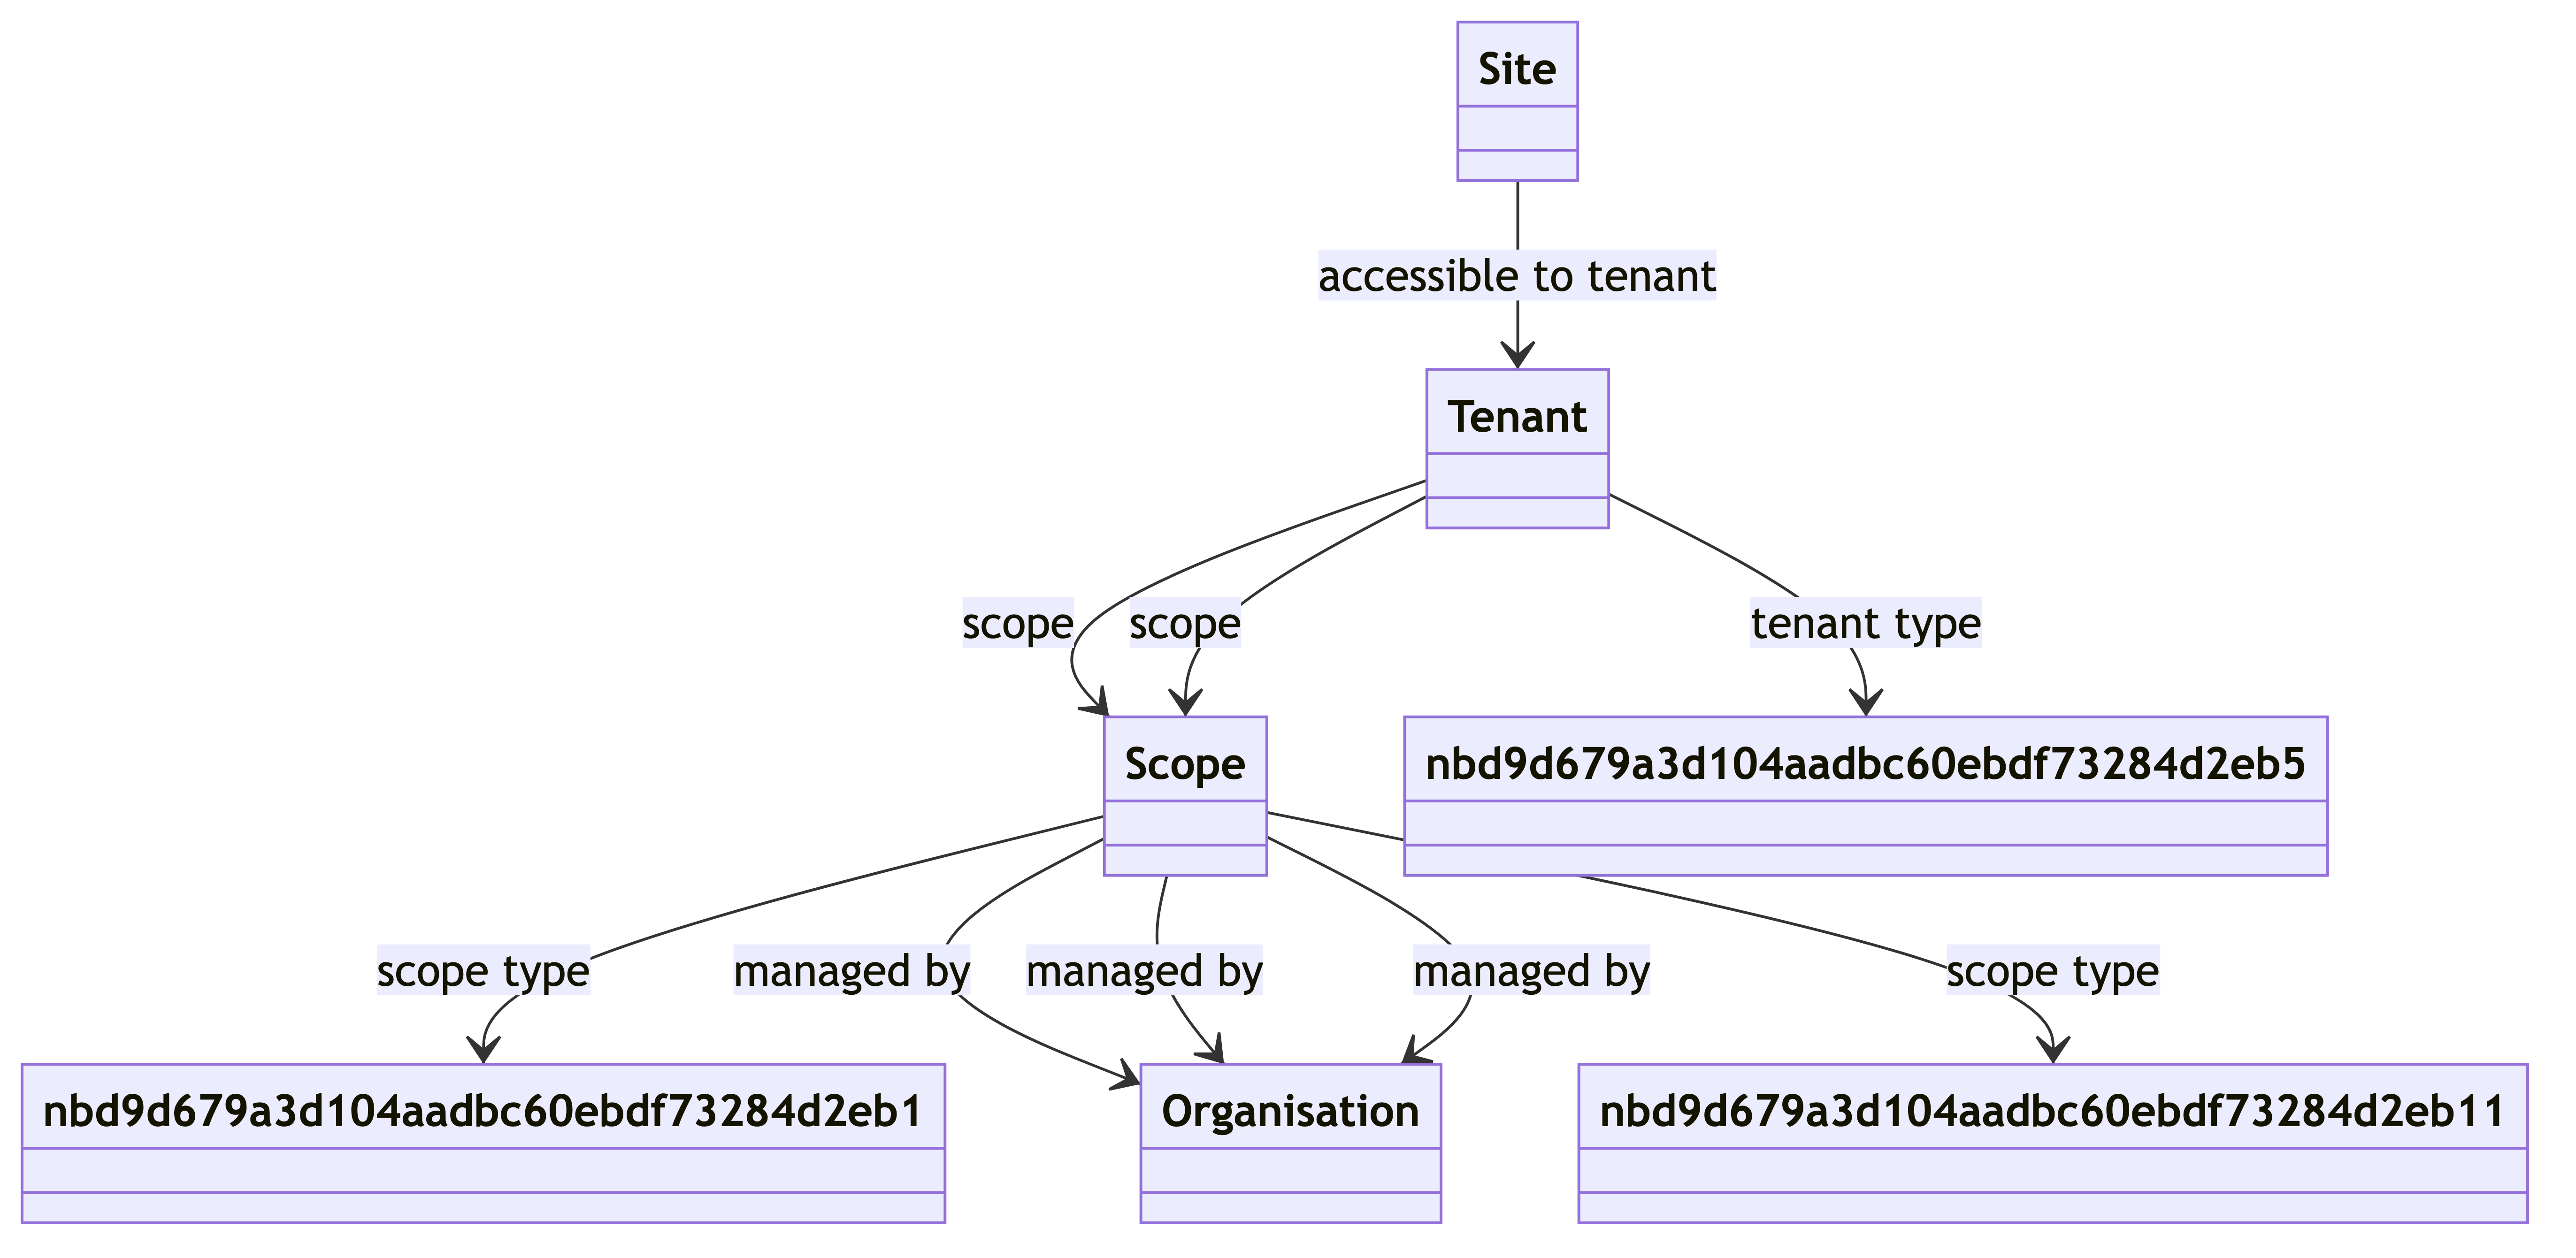 Site
accessible to tenant
Tenant
scope
scope
tenant type
Scope
nbd9d679a3d104aadbc60ebdf73284d2eb5
scope type
managed by
managed by
managed by
scope type
nbd9d679a3d104aadbc60ebdf73284d2eb1
Organisation
nbd9d679a3d104aadbc60ebdf73284d2eb11